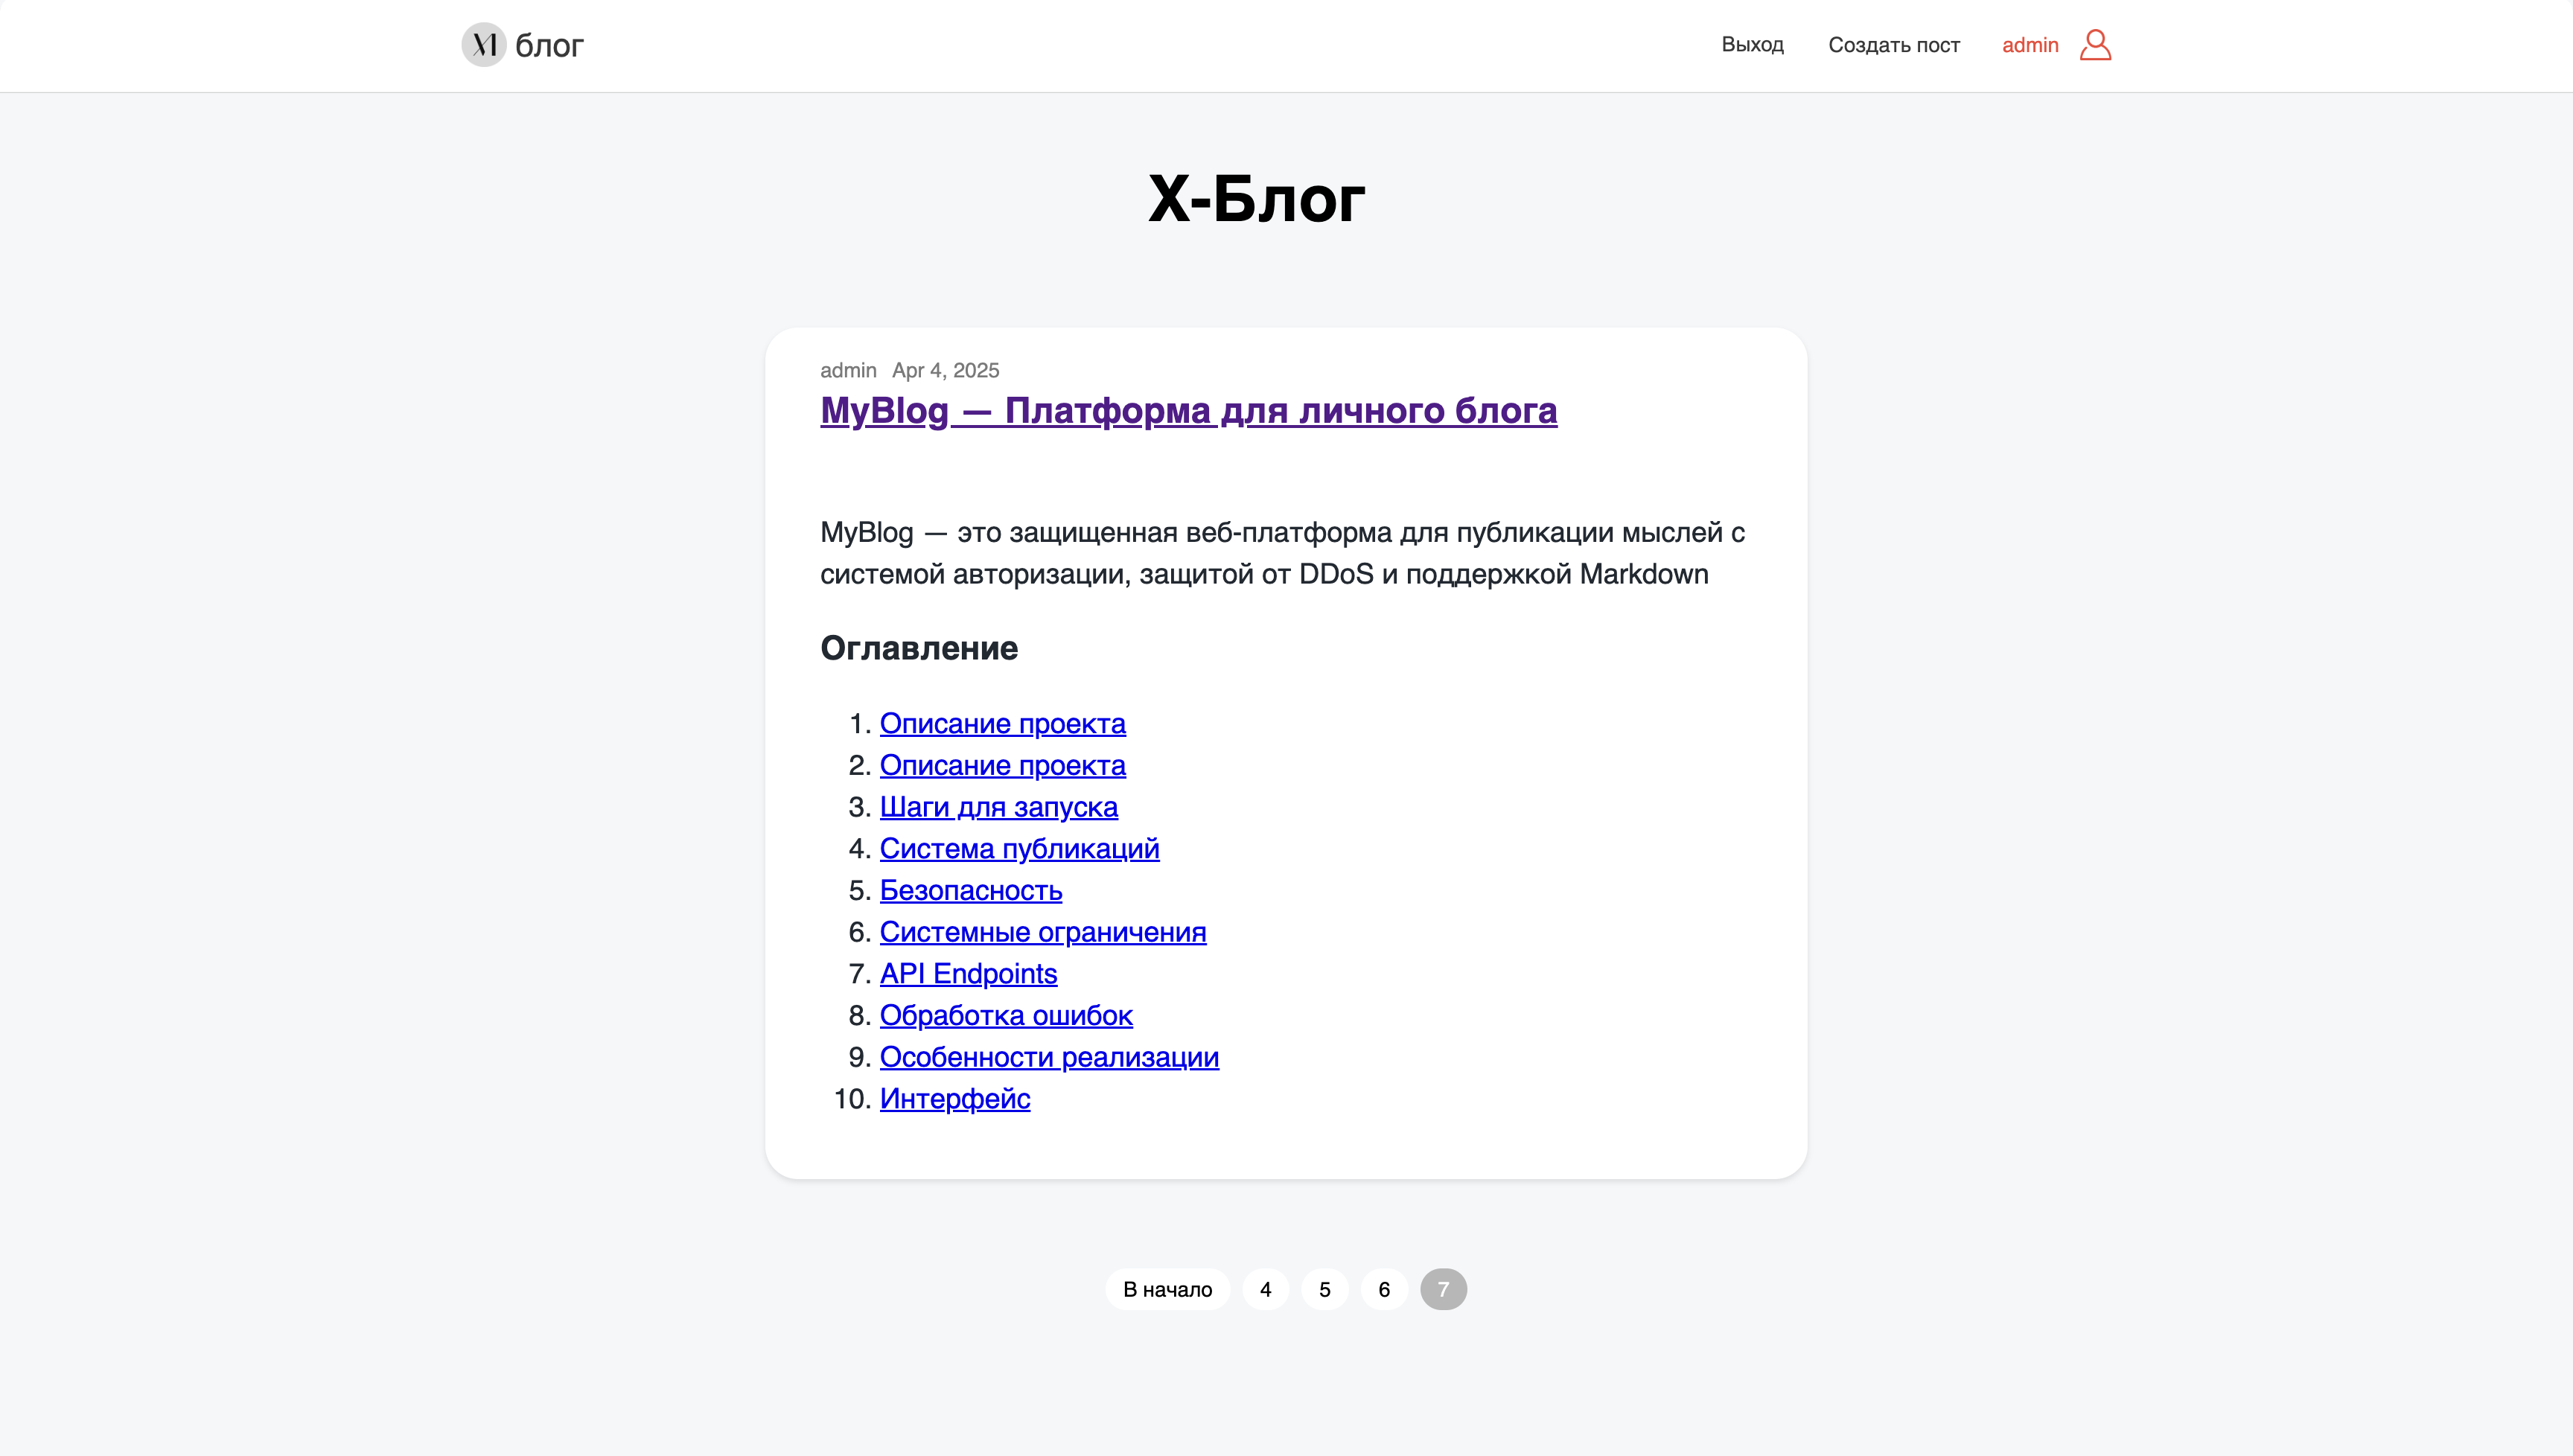 M блог
Выход Создать пост admin
X-Блог
admin Apr 4, 2025
MyBlog — Платформа для личного блога
MyBlog — это защищенная веб-платформа для публикации мыслей с
системой авторизации, защитой от DDoS и поддержкой Markdown
Оглавление
1. Описание проекта
2. Описание проекта
3. Шаги для запуска
4. Система публикаций
5. Безопасность
6. Системные ограничения
7. API Endpoints
8. Обработка ошибок
9. Особенности реализации
10. Интерфейс
В начало 4 5 6 7